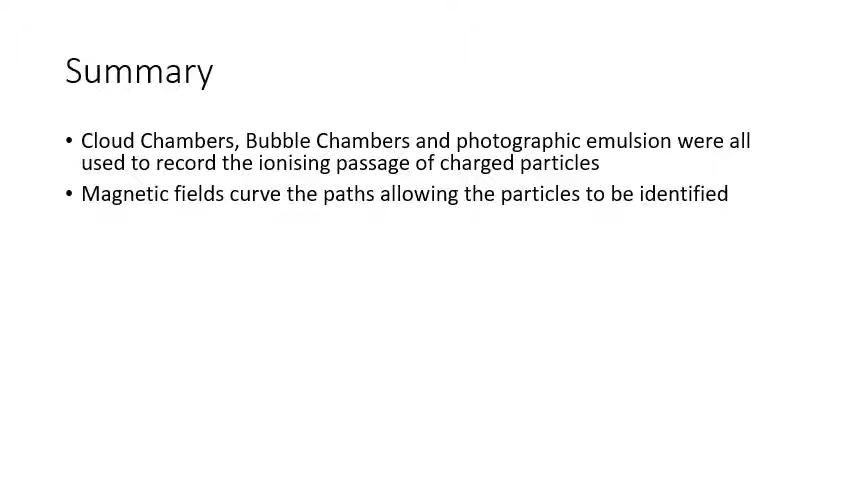 Summary
• Cloud Chambers, Bubble Chambers and photographic emulsion were all
used to record the ionising passage of charged particles
• Magnetic fields curve the paths allowing the particles to be identified